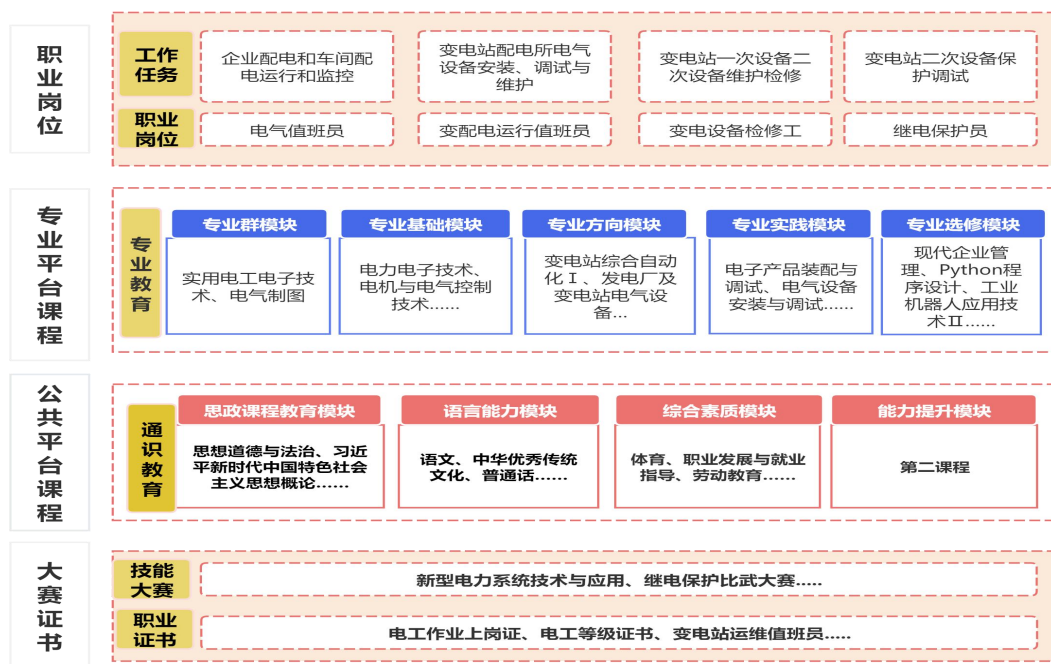 职业岗位
工作
任务
企业配电和车间配
电运行和监控
变电站配电所电气
设备安装、调试与
维护
变电站一次设备二
次设备维护检修
变电站二次设备保
护调试
职业
岗位
电气值班员
变配电运行值班员
变电设备检修工
继电保护员
专业平台课程
专业教育
专业群模块
实用电工电子技
术、电气制图
专业基础模块
电力电子技术、
电机与电气控制
技术......
专业方向模块
变电站综合自动
化Ⅰ、发电厂及
变电站电气设
备...
专业实践模块
电子产品装配与
调试、电气设备
安装与调试......
专业选修模块
现代企业管
理、Python程
序设计、工业
机器人应用技
术Ⅱ......
公共平台课程
通识教育
思政课程教育模块
思想道德与法治、习近
平新时代中国特色社会
主义思想概论......
语言能力模块
语文、中华优秀传统
文化、普通话......
综合素质模块
体育、职业发展与就业
指导、劳动教育......
能力提升模块
第二课程
大赛证书
技能
大赛
新型电力系统技术与应用、继电保护比武大赛.....
职业
证书
电工作业上岗证、电工等级证书、变电站运维值班员.....